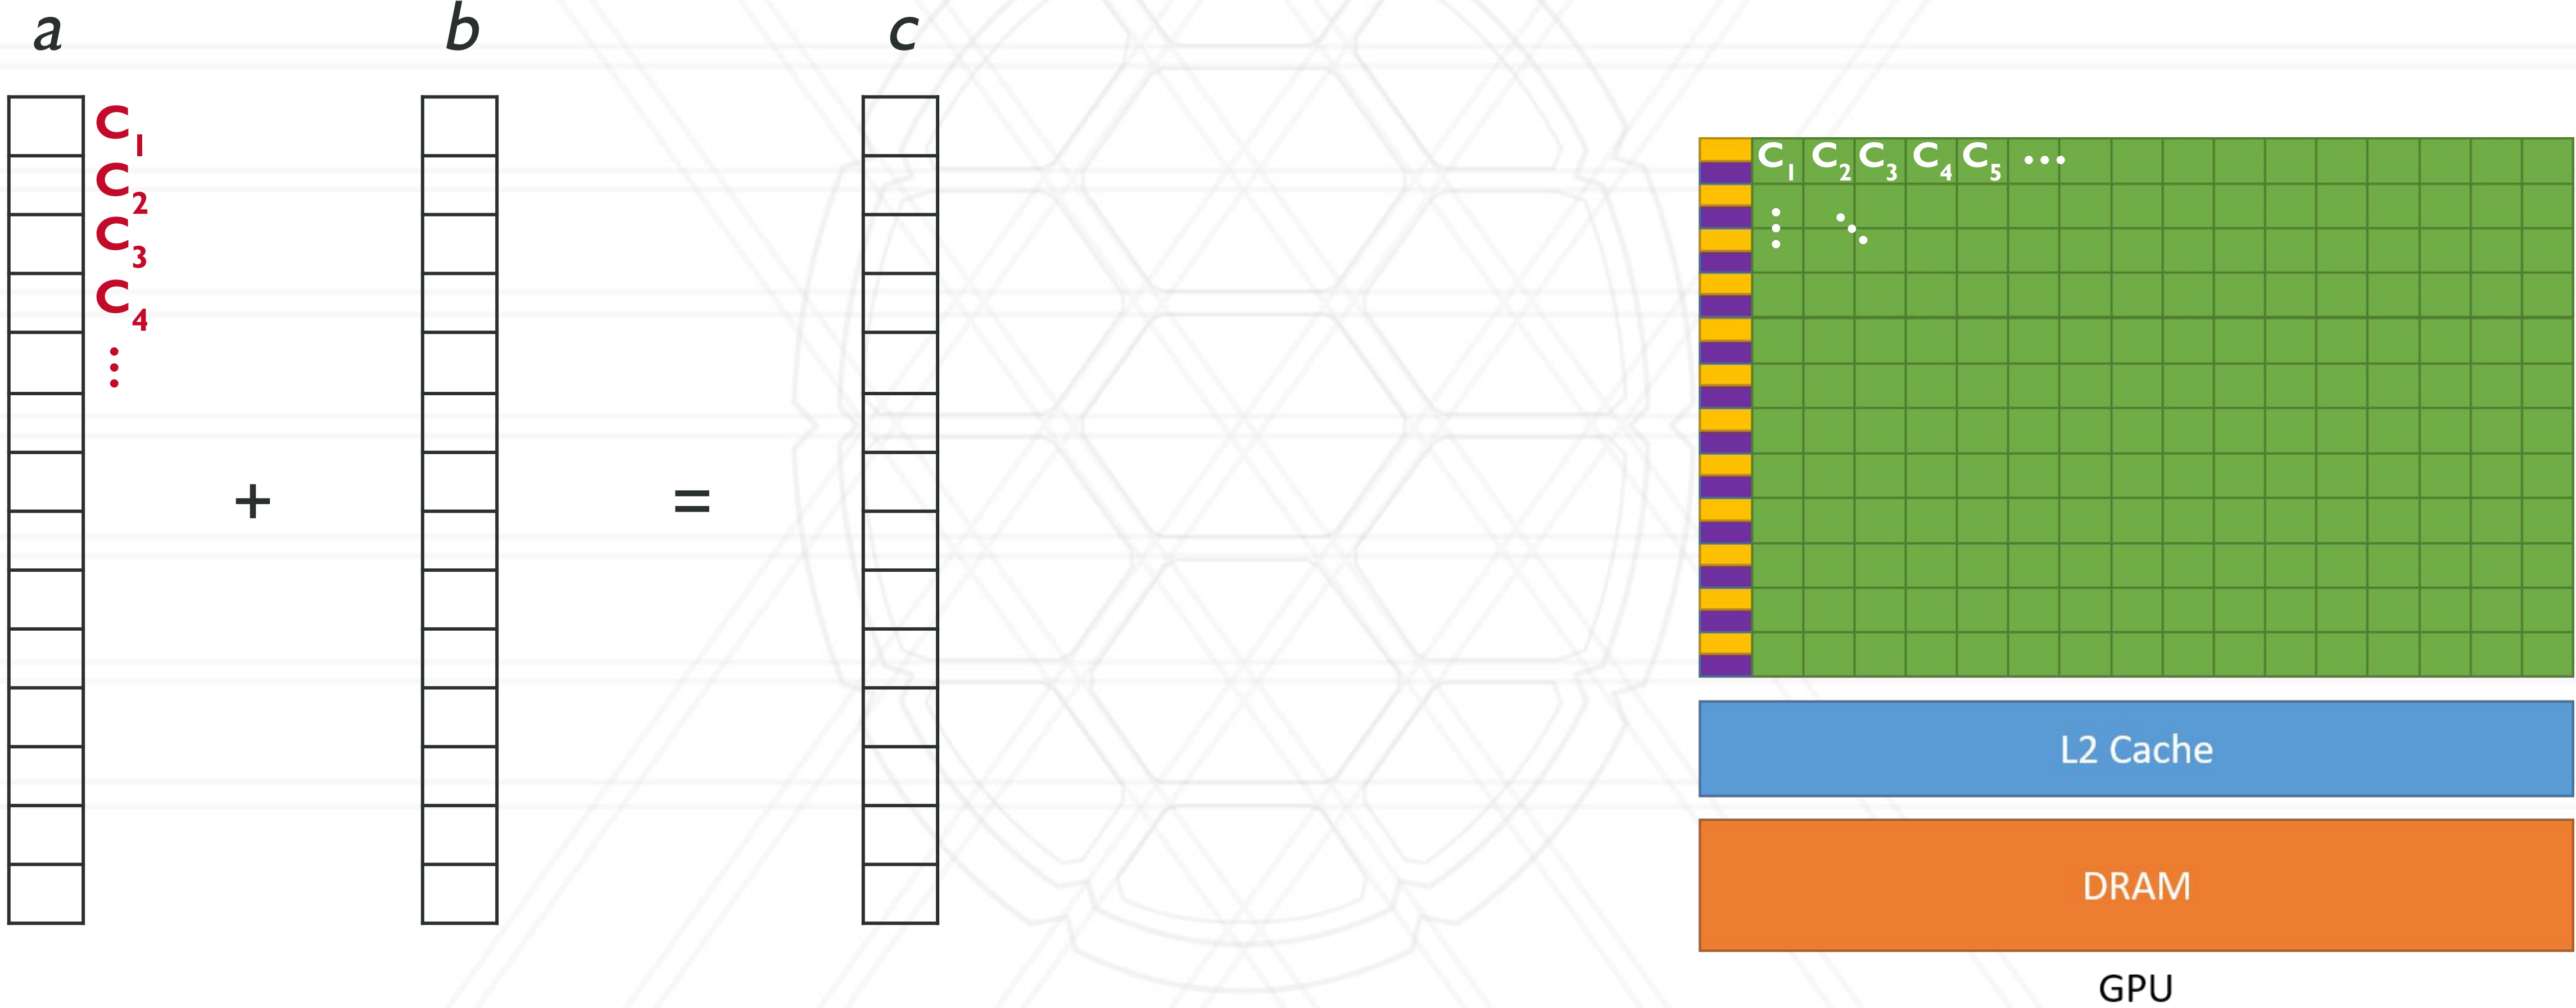 a b c
C1
C2
C3
C4
⋮
+ =
C1 C2 C3 C4 C5 ...
⋮ ⋱
L2 Cache
DRAM
GPU